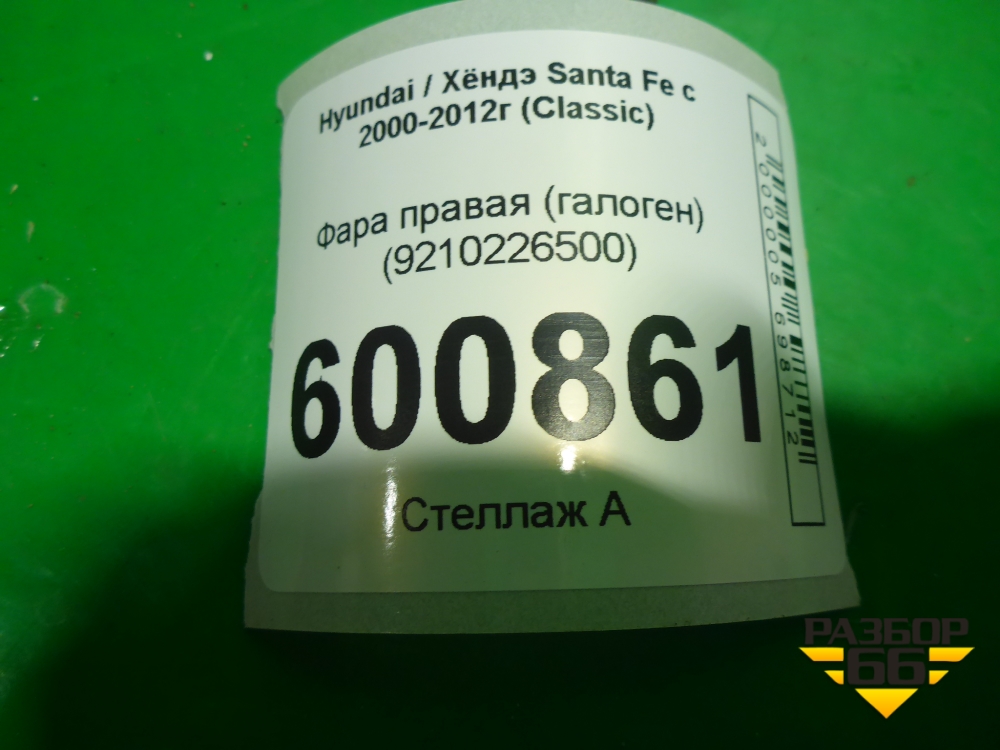 Hyundai / Хёндэ Santa Fe с
2000-2012г (Classic)
Фара правая (галоген)
(9210226500)
600861
Стеллаж А
2000005698712
РАЗБОР
66